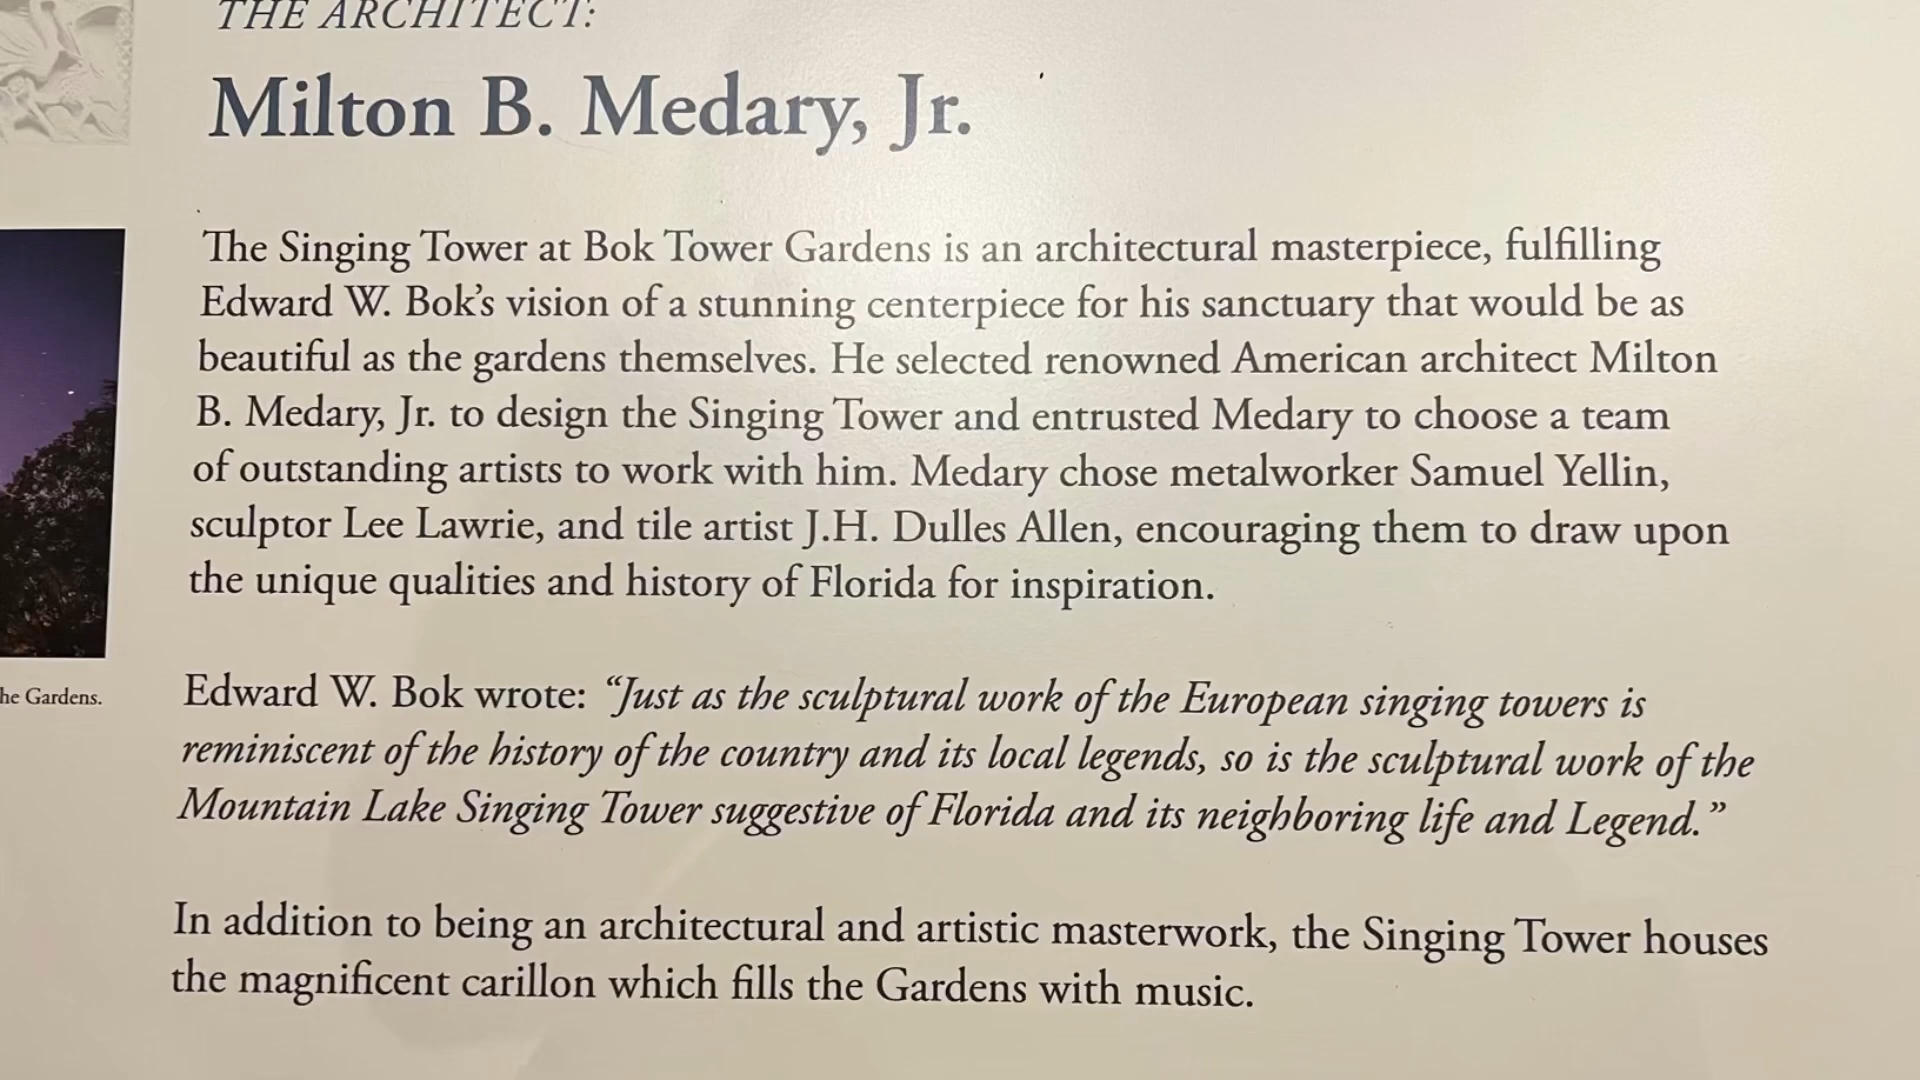 THE ARCHITECT:
Milton B. Medary, Jr.
The Singing Tower at Bok Tower Gardens is an architectural masterpiece, fulfilling
Edward W. Bok’s vision of a stunning centerpiece for his sanctuary that would be as
beautiful as the gardens themselves. He selected renowned American architect Milton
B. Medary, Jr. to design the Singing Tower and entrusted Medary to choose a team
of outstanding artists to work with him. Medary chose metalworker Samuel Yellin,
sculptor Lee Lawrie, and tile artist J.H. Dulles Allen, encouraging them to draw upon
the unique qualities and history of Florida for inspiration.
he Gardens.
Edward W. Bok wrote: “Just as the sculptural work of the European singing towers is
reminiscent of the history of the country and its local legends, so is the sculptural work of the
Mountain Lake Singing Tower suggestive of Florida and its neighboring life and Legend.”
In addition to being an architectural and artistic masterwork, the Singing Tower houses
the magnificent carillon which fills the Gardens with music.